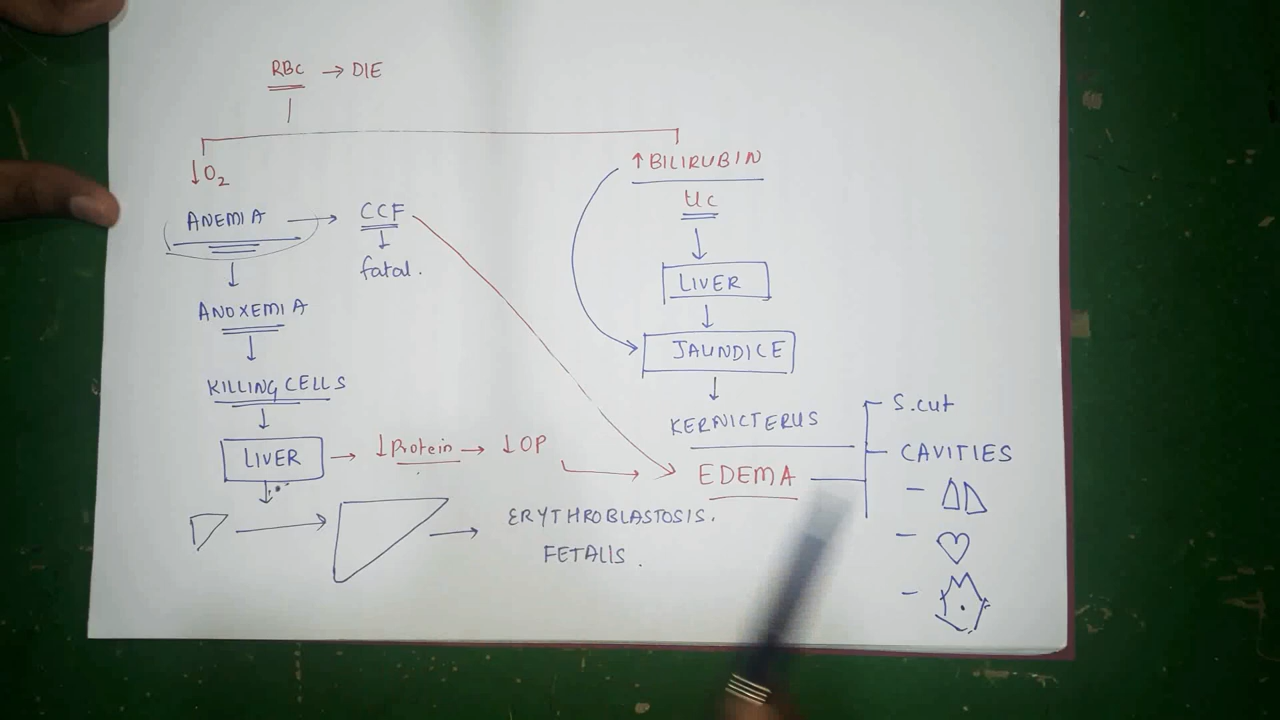 RBC → DIE
↓O2
ANEMIA → CCF
fatal.
ANOXEMIA
KILLING CELLS
LIVER → ↓Protein → ↓OP
ERYTHROBLASTOSIS.
FETALIS.
↑BILIRUBIN
UC
LIVER
JAUNDICE
KERNICTERUS
EDEMA
S.cut
CAVITIES